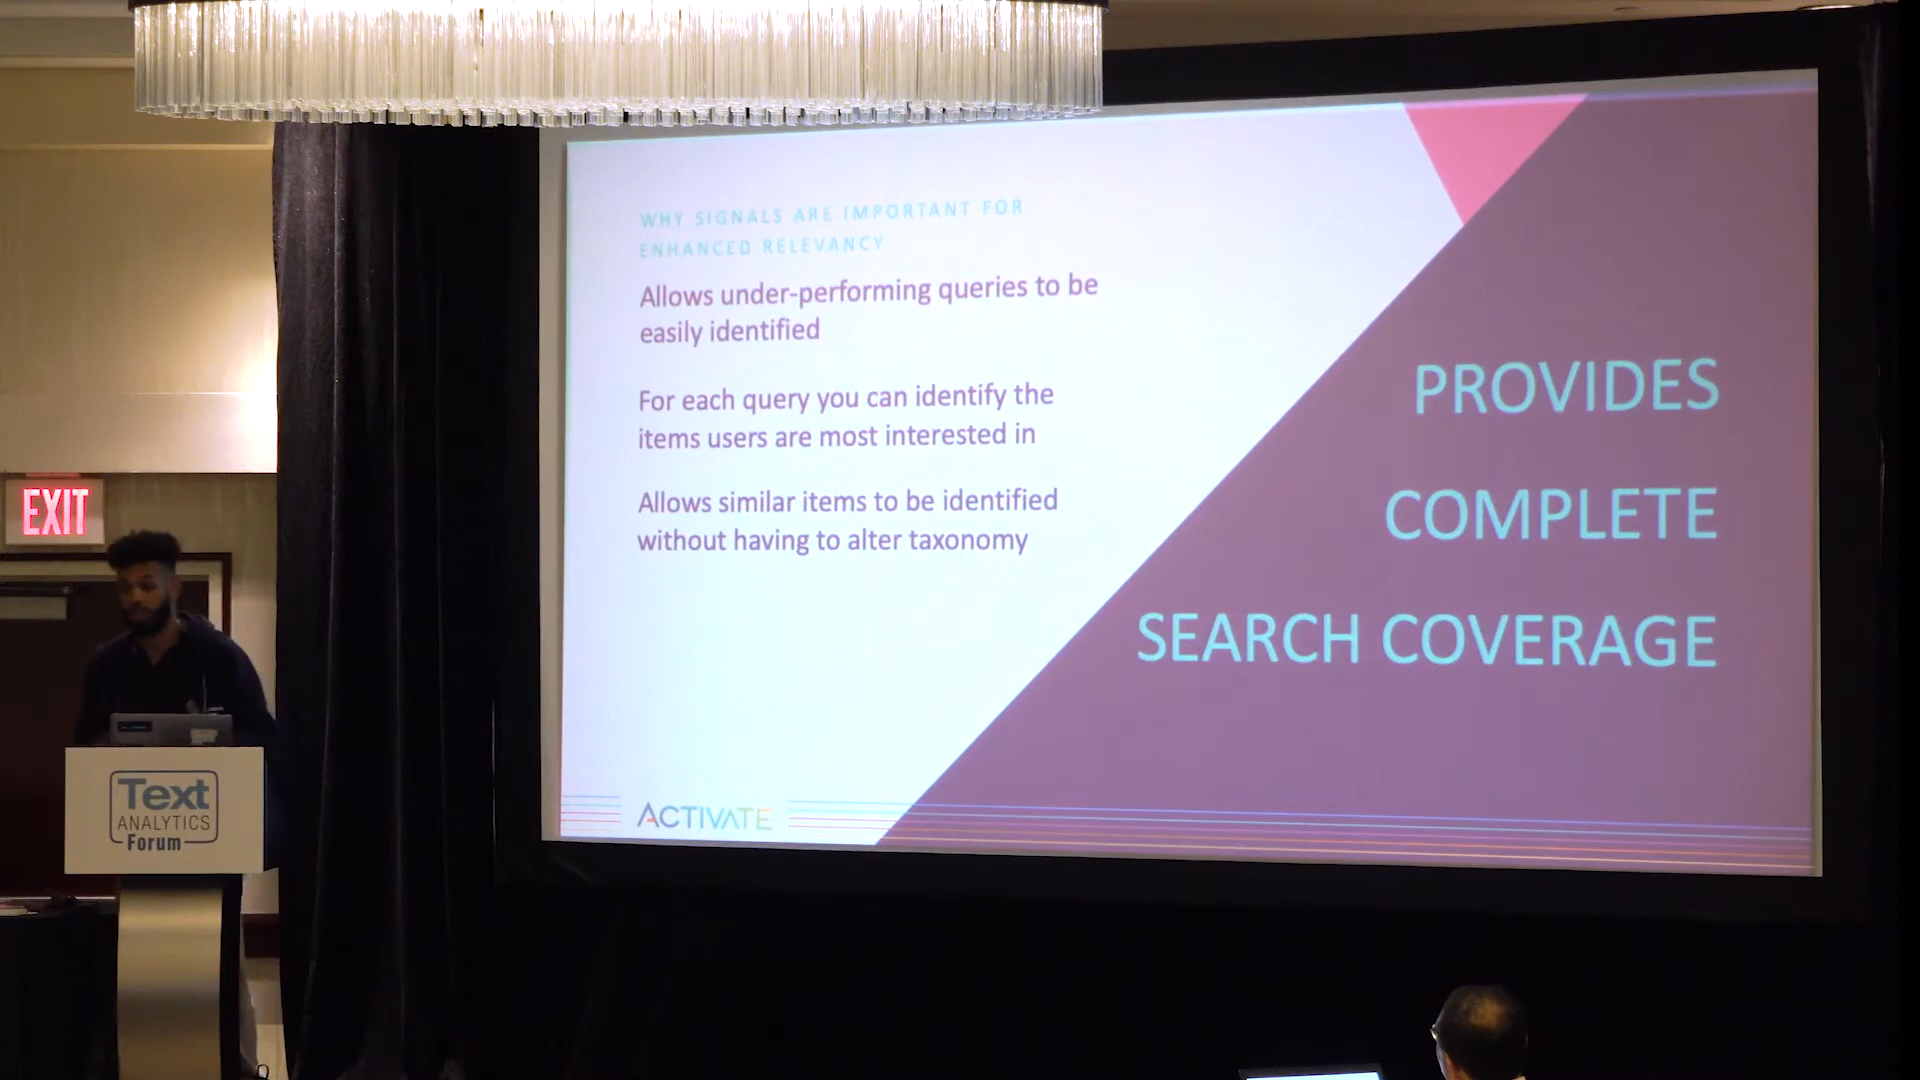 WHY SIGNALS ARE IMPORTANT FOR
ENHANCED RELEVANCY
Allows under-performing queries to be
easily identified
For each query you can identify the
items users are most interested in
Allows similar items to be identified
without having to alter taxonomy
PROVIDES
COMPLETE
SEARCH COVERAGE
ACTIVATE
EXIT
Text
ANALYTICS
Forum